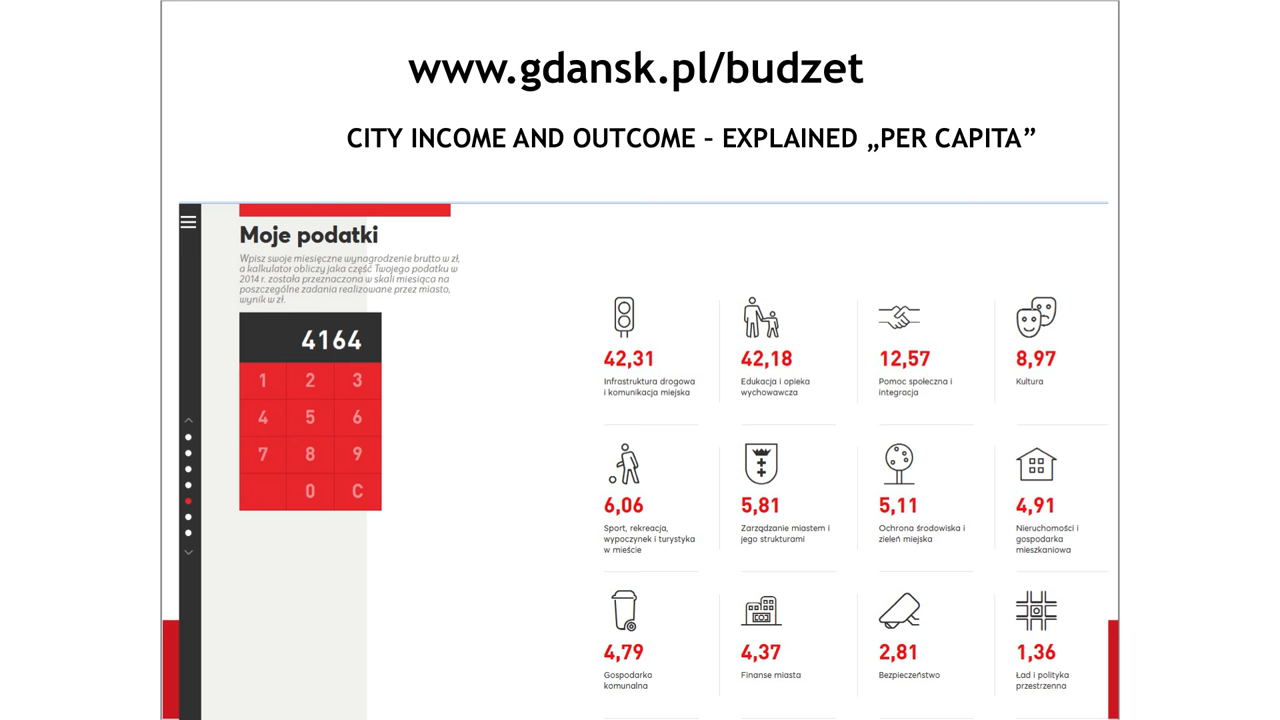 www.gdansk.pl/budzet
CITY INCOME AND OUTCOME – EXPLAINED „PER CAPITA”
Moje podatki
Wpisz swoje miesięczne wynagrodzenie brutto w zł,
a kalkulator obliczy jaka część Twojego podatku w
2014 r. została przeznaczona w skali miesiąca na
poszczególne zadania realizowane przez miasto,
wynik w zł.
4164
1 2 3
4 5 6
7 8 9
0 C
42,31
Infrastruktura drogowa
i komunikacja miejska
42,18
Edukacja i opieka
wychowawcza
12,57
Pomoc społeczna i
integracja
8,97
Kultura
6,06
Sport, rekreacja,
wypoczynek i turystyka
w mieście
5,81
Zarządzanie miastem i
jego strukturami
5,11
Ochrona środowiska i
zieleń miejska
4,91
Nieruchomości i
gospodarka
mieszkaniowa
4,79
Gospodarka
komunalna
4,37
Finanse miasta
2,81
Bezpieczeństwo
1,36
Ład i polityka
przestrzenna